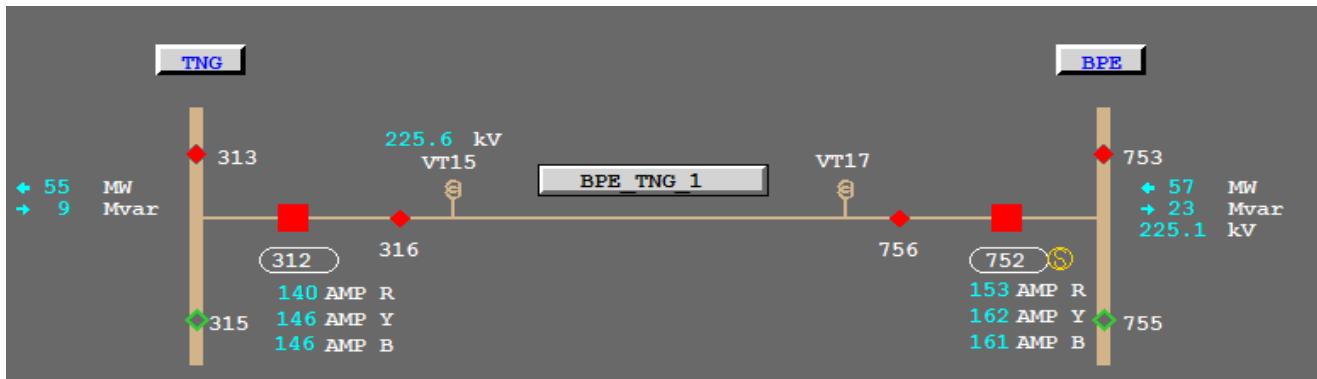 TNG
BPE
225.6 kV
VT15
VT17
BPE_TNG_1
313
753
← 55 MW
→ 9 Mvar
← 57 MW
→ 23 Mvar
225.1 kV
312
316
756
752 S
140 AMP R
146 AMP Y
146 AMP B
315
153 AMP R
162 AMP Y
161 AMP B
755